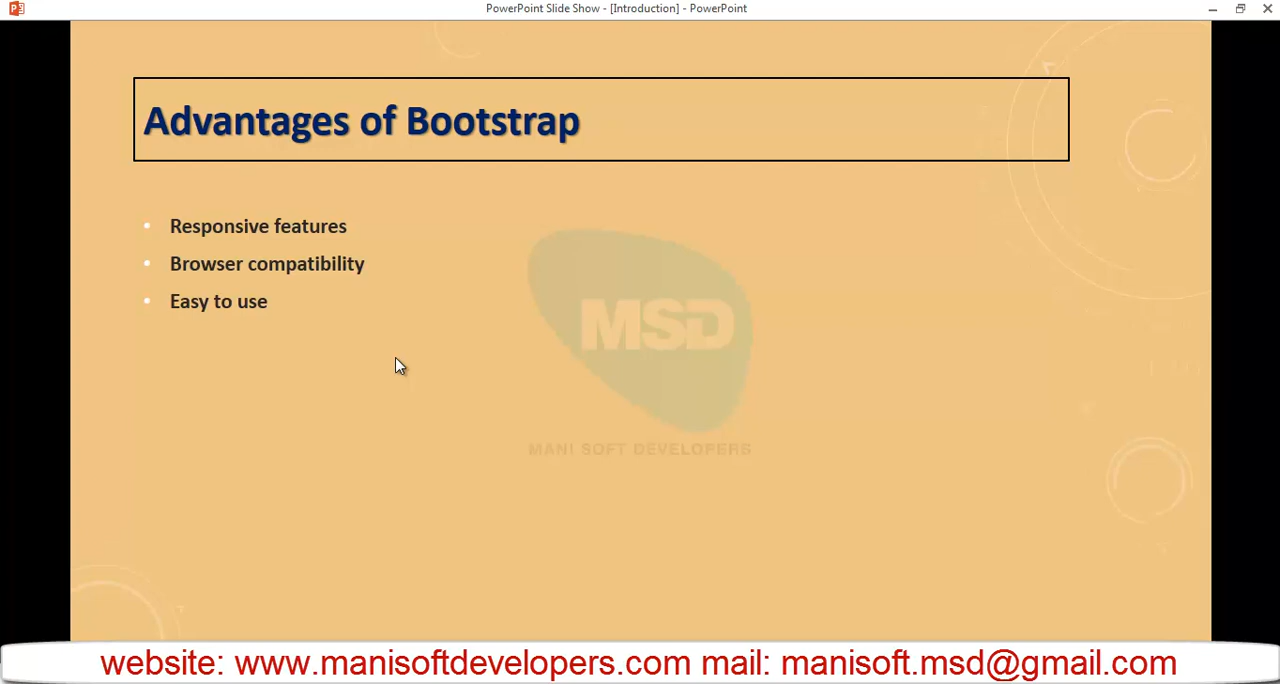 PowerPoint Slide Show - [Introduction] - PowerPoint
Advantages of Bootstrap
• Responsive features
• Browser compatibility
• Easy to use
MSD
MANI SOFT DEVELOPERS
website: www.manisoftdevelopers.com mail: manisoft.msd@gmail.com